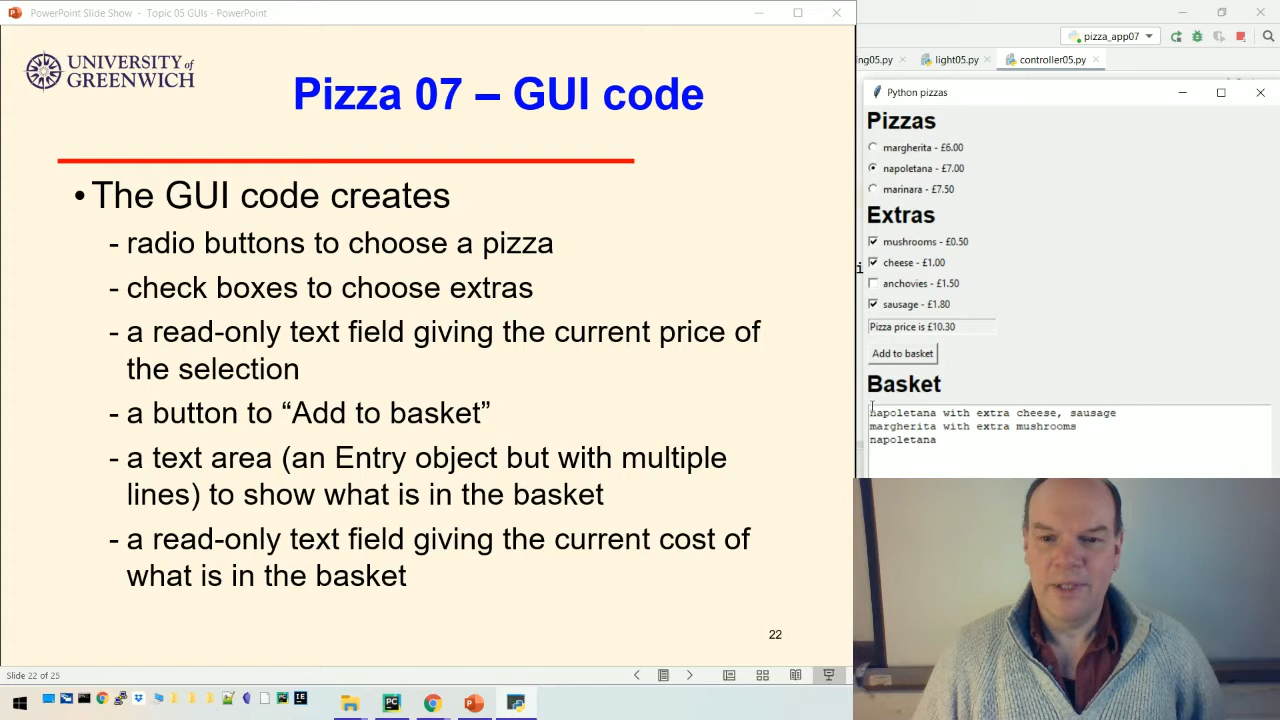 PowerPoint Slide Show - Topic 05 GUIs - PowerPoint
UNIVERSITY of GREENWICH
Pizza 07 – GUI code
• The GUI code creates
- radio buttons to choose a pizza
- check boxes to choose extras
- a read-only text field giving the current price of
the selection
- a button to “Add to basket”
- a text area (an Entry object but with multiple
lines) to show what is in the basket
- a read-only text field giving the current cost of
what is in the basket
22
Slide 22 of 25
pizza_app07
ng05.py
light05.py
controller05.py
Python pizzas
Pizzas
margherita - £6.00
napoletana - £7.00
marinara - £7.50
Extras
mushrooms - £0.50
cheese - £1.00
anchovies - £1.50
sausage - £1.80
Pizza price is £10.30
Add to basket
Basket
napoletana with extra cheese, sausage
margherita with extra mushrooms
napoletana
i
PC
PC
IE